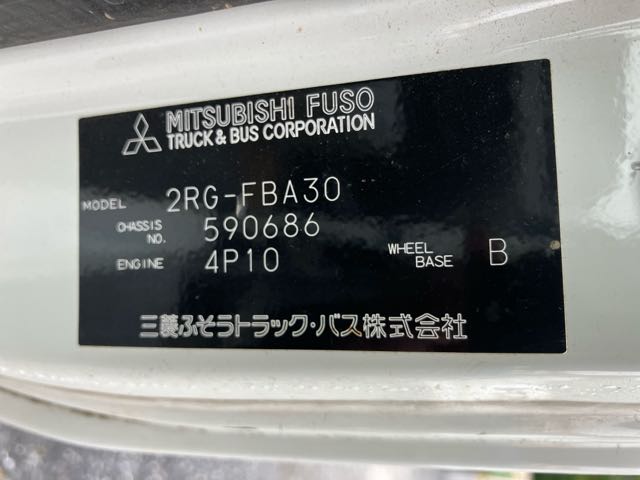 MITSUBISHI FUSO
TRUCK & BUS CORPORATION
MODEL 2RG-FBA30
CHASSIS NO. 590686
ENGINE 4P10 WHEEL BASE B
三菱ふそうトラック・バス株式会社